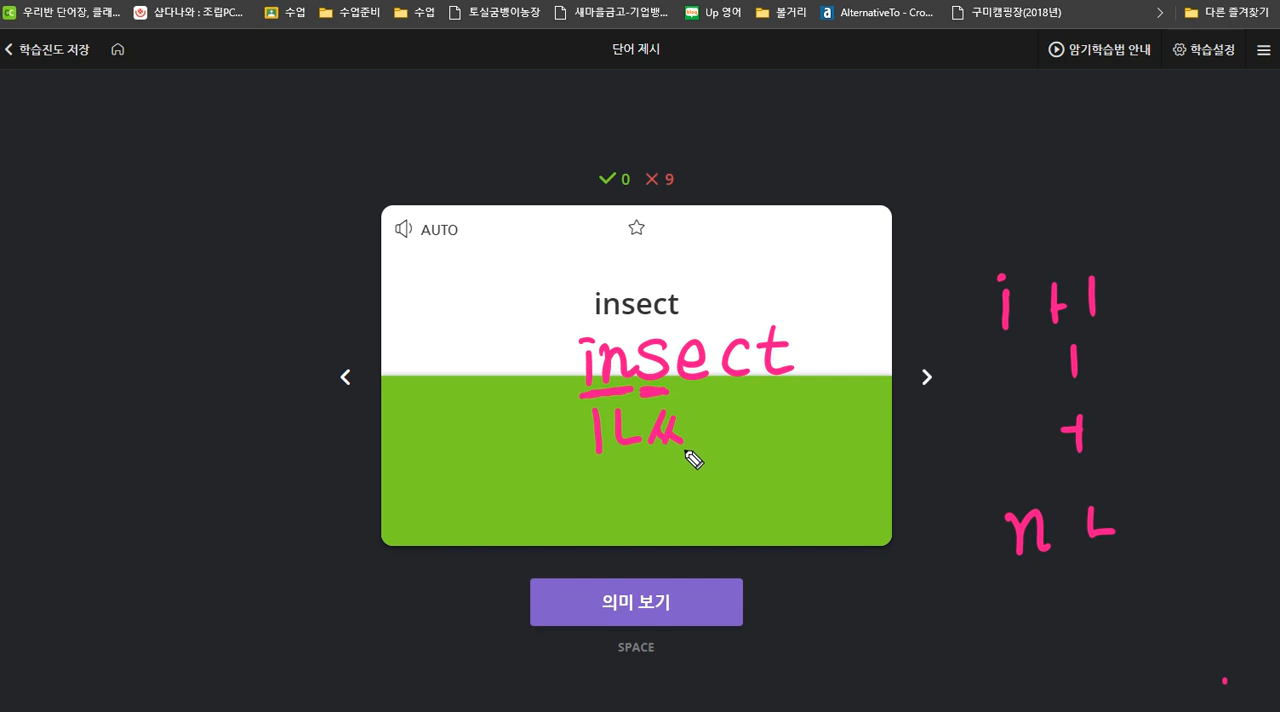 우리반 단어장, 클래... 샵다나와 : 조립PC... 수업 수업준비 수업 토실굼뱅이농장 새마을금고-기업뱅... Up 영어 볼거리 AlternativeTo - Cro... 구미캠핑장(2018년) 다른 즐겨찾기
학습진도 저장 단어 제시 암기학습법 안내 학습설정
0 9
AUTO
insect
insect
ㅣㄴㅆ
i ㅏㅣ
ㅣ
ㅓ
n ㄴ
의미 보기
SPACE